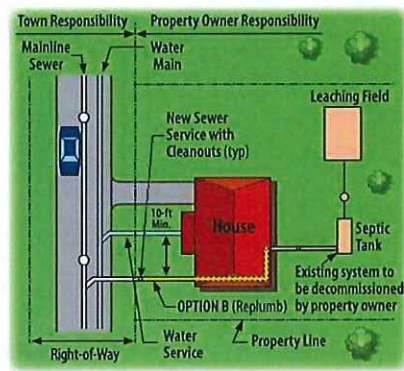 Town Responsibility
Property Owner Responsibility
Mainline
Sewer
Water
Main
New Sewer
Service with
Cleanouts (typ)
Leaching Field
10-ft
Min.
House
Septic
Tank
Existing system to
be decommissioned
by property owner
OPTION B (Replumb)
Water
Service
Property Line
Right-of-Way